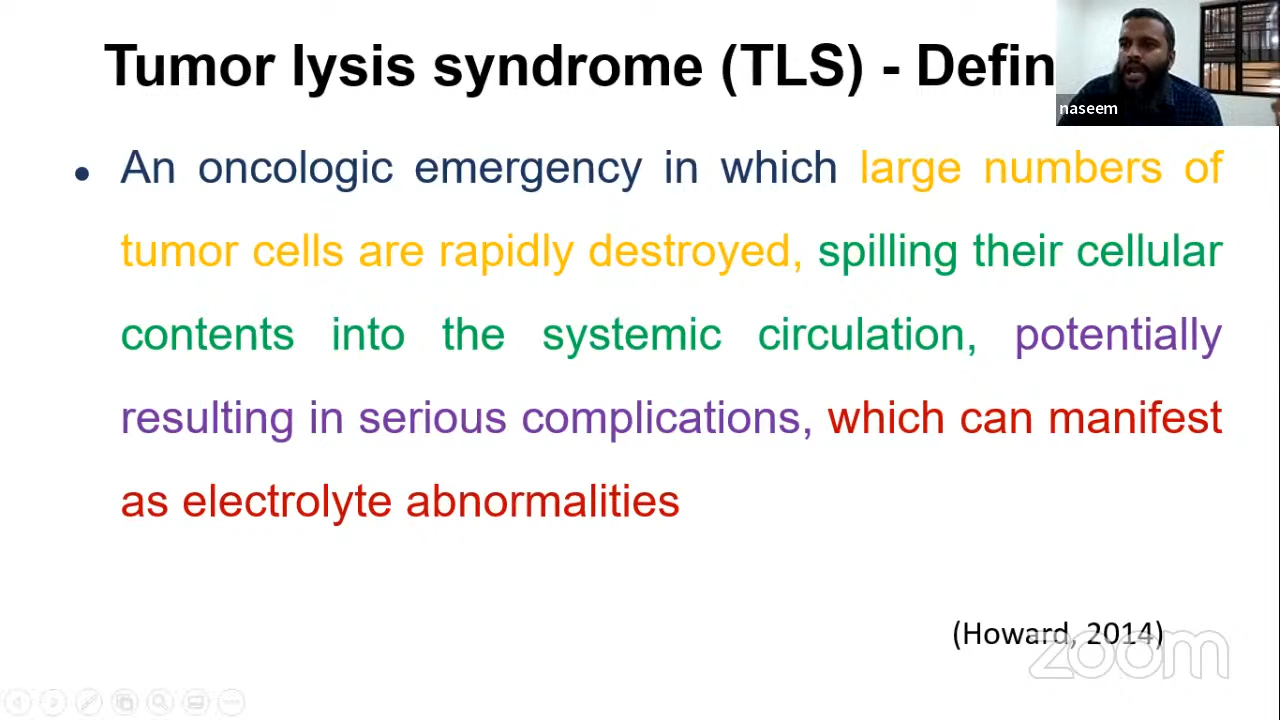 Tumor lysis syndrome (TLS) - Defin
naseem
• An oncologic emergency in which large numbers of
tumor cells are rapidly destroyed, spilling their cellular
contents into the systemic circulation, potentially
resulting in serious complications, which can manifest
as electrolyte abnormalities
(Howard, 2014)
zoom